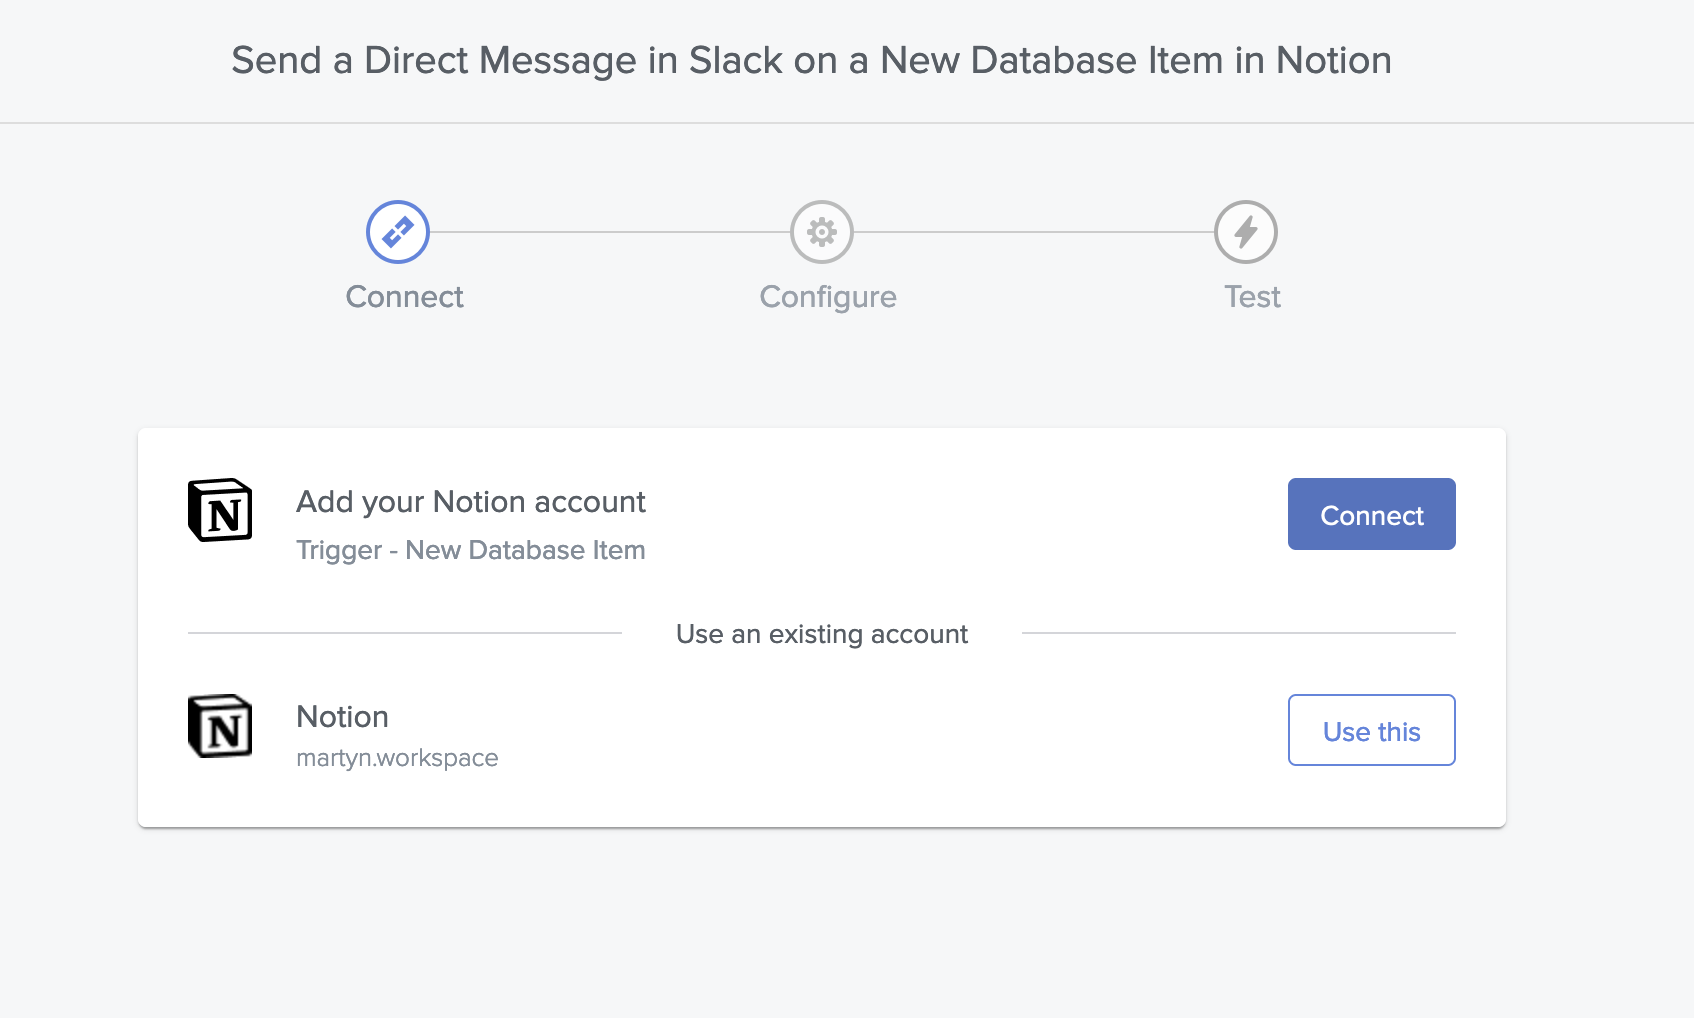 Send a Direct Message in Slack on a New Database Item in Notion
Connect
Configure
Test
Add your Notion account
Trigger - New Database Item
Connect
Use an existing account
Notion
martyn.workspace
Use this